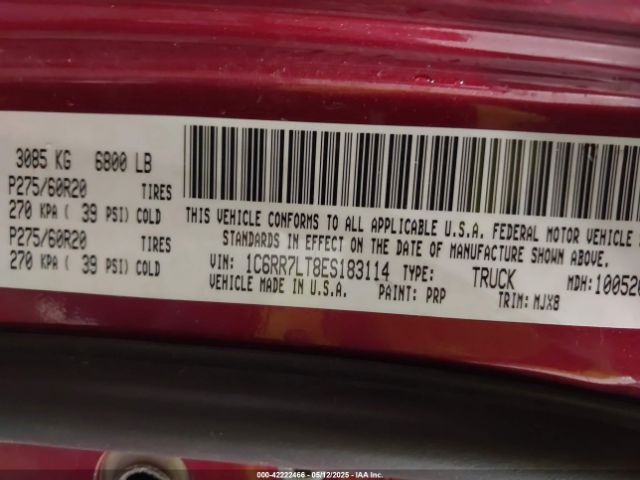 3085 KG 6800 LB
P275/60R20 TIRES
270 KPA ( 39 PSI) COLD
P275/60R20 TIRES
270 KPA ( 39 PSI) COLD
THIS VEHICLE CONFORMS TO ALL APPLICABLE U.S.A. FEDERAL MOTOR VEHICLE
STANDARDS IN EFFECT ON THE DATE OF MANUFACTURE SHOWN ABOVE.
VIN: 1C6RR7LT8ES183114 TYPE: TRUCK MDH: 10052
VEHICLE MADE IN U.S.A. PAINT: PRP TRIM: MJX8
000-42222466 - 05/12/2025 - IAA Inc.